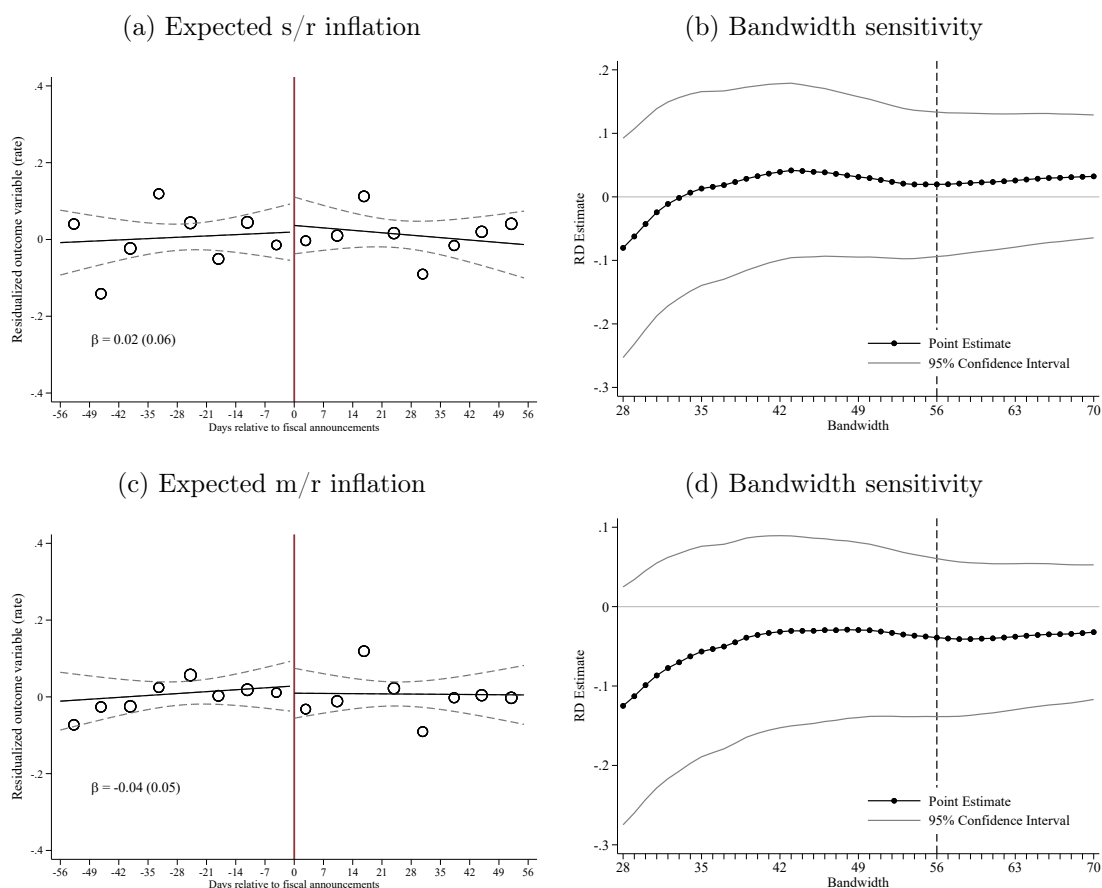 (a) Expected s/r inflation
.4
.2
0
-.2
-.4
Residualized outcome variable (rate)
β = 0.02 (0.06)
-56 -49 -42 -35 -28 -21 -14 -7 0 7 14 21 28 35 42 49 56
Days relative to fiscal announcements
(b) Bandwidth sensitivity
.2
.1
0
-.1
-.2
-.3
RD Estimate
Point Estimate
95% Confidence Interval
28 35 42 49 56 63 70
Bandwidth
(c) Expected m/r inflation
.4
.2
0
-.2
-.4
Residualized outcome variable (rate)
β = -0.04 (0.05)
-56 -49 -42 -35 -28 -21 -14 -7 0 7 14 21 28 35 42 49 56
Days relative to fiscal announcements
(d) Bandwidth sensitivity
.1
0
-.1
-.2
-.3
RD Estimate
Point Estimate
95% Confidence Interval
28 35 42 49 56 63 70
Bandwidth